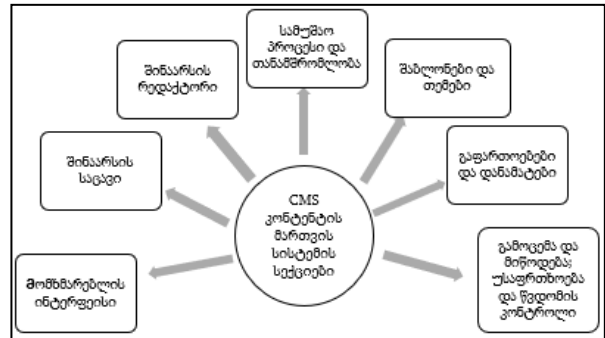 სამუშაო
პროცესი და
თანამშრომლობა
შინაარსის
რედაქტორი
შაბლონები და
თემები
შინაარსის
საცავი
გაფართოებები
და დანამატები
CMS
კონტენტის
მართვის
სისტემის
სექციები
მომხმარებლის
ინტერფეისი
გამოცემა და
მიწოდება;
უსაფრთხოება
და წვდომის
კონტროლი